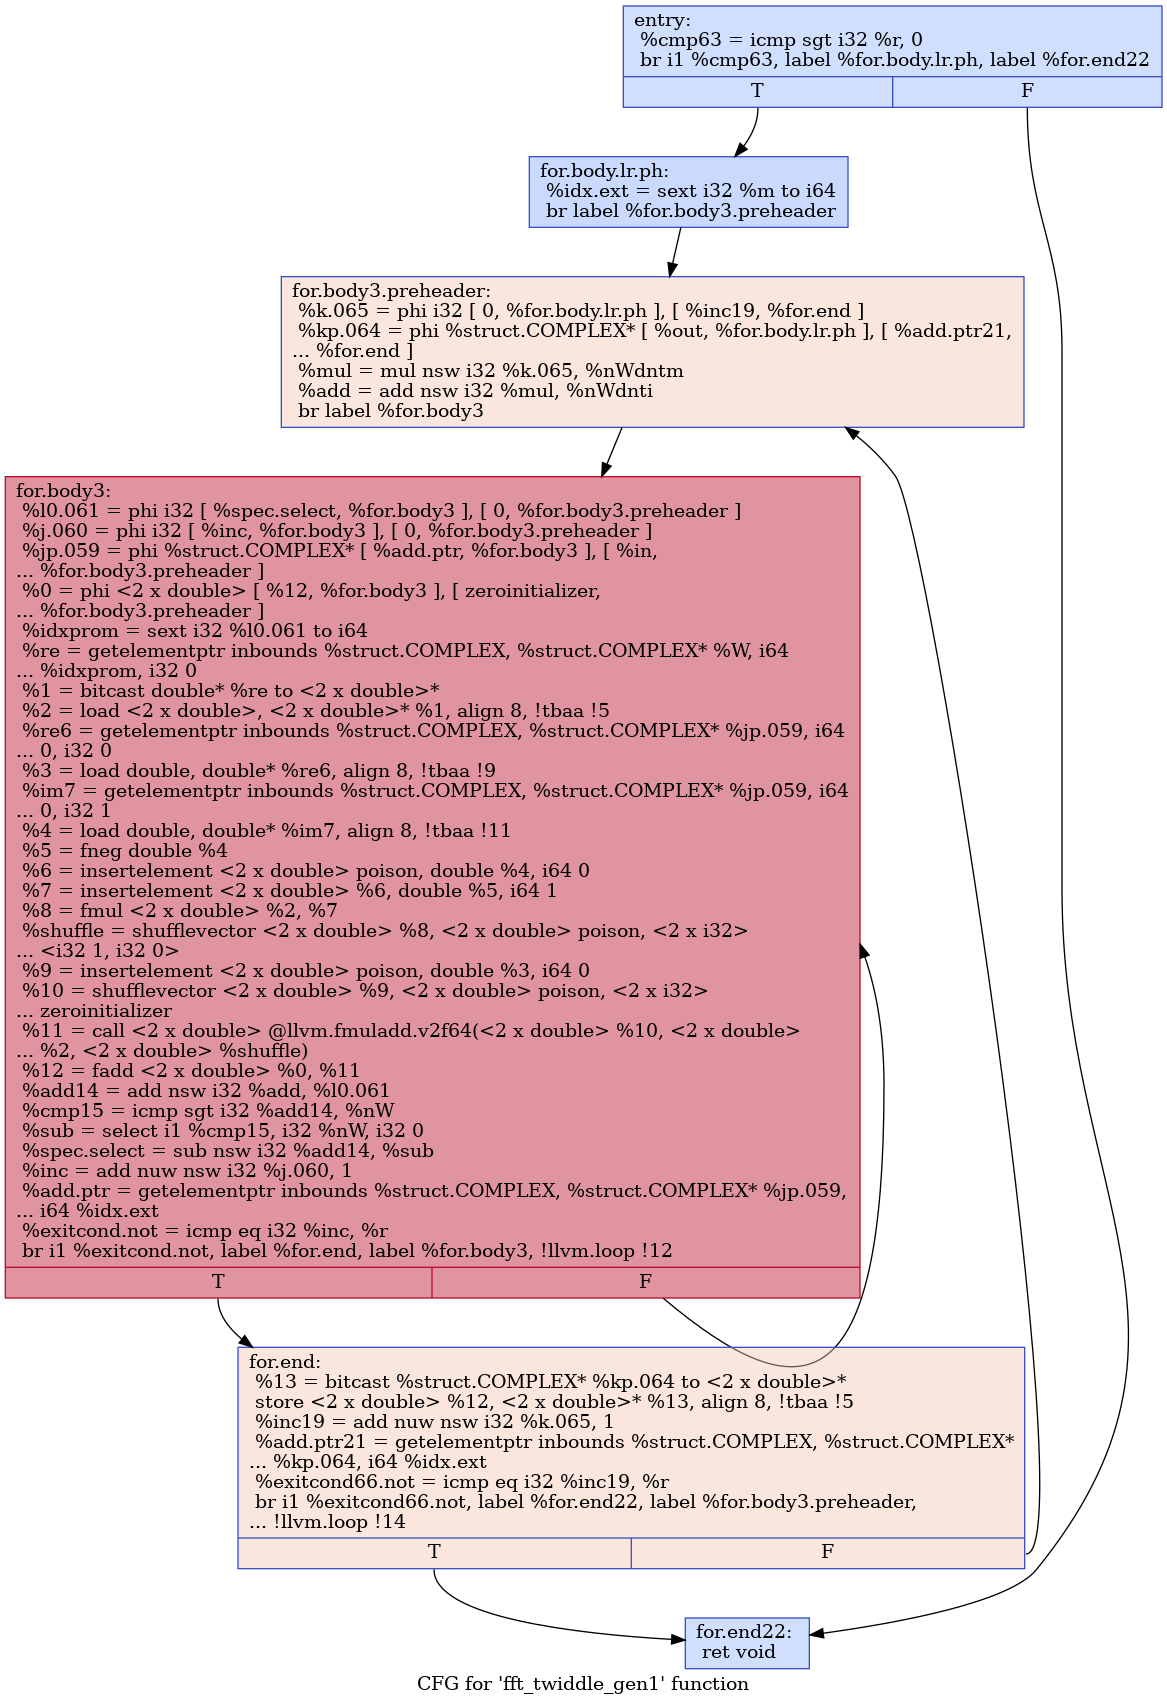 entry:
%cmp63 = icmp sgt i32 %r, 0
br i1 %cmp63, label %for.body.lr.ph, label %for.end22
T
F
for.body.lr.ph:
%idx.ext = sext i32 %m to i64
br label %for.body3.preheader
for.body3.preheader:
%k.065 = phi i32 [ 0, %for.body.lr.ph ], [ %inc19, %for.end ]
%kp.064 = phi %struct.COMPLEX* [ %out, %for.body.lr.ph ], [ %add.ptr21,
... %for.end ]
%mul = mul nsw i32 %k.065, %nWdntm
%add = add nsw i32 %mul, %nWdnti
br label %for.body3
for.body3:
%l0.061 = phi i32 [ %spec.select, %for.body3 ], [ 0, %for.body3.preheader ]
%j.060 = phi i32 [ %inc, %for.body3 ], [ 0, %for.body3.preheader ]
%jp.059 = phi %struct.COMPLEX* [ %add.ptr, %for.body3 ], [ %in,
... %for.body3.preheader ]
%0 = phi <2 x double> [ %12, %for.body3 ], [ zeroinitializer,
... %for.body3.preheader ]
%idxprom = sext i32 %l0.061 to i64
%re = getelementptr inbounds %struct.COMPLEX, %struct.COMPLEX* %W, i64
... %idxprom, i32 0
%1 = bitcast double* %re to <2 x double>*
%2 = load <2 x double>, <2 x double>* %1, align 8, !tbaa !5
%re6 = getelementptr inbounds %struct.COMPLEX, %struct.COMPLEX* %jp.059, i64
... 0, i32 0
%3 = load double, double* %re6, align 8, !tbaa !9
%im7 = getelementptr inbounds %struct.COMPLEX, %struct.COMPLEX* %jp.059, i64
... 0, i32 1
%4 = load double, double* %im7, align 8, !tbaa !11
%5 = fneg double %4
%6 = insertelement <2 x double> poison, double %4, i64 0
%7 = insertelement <2 x double> %6, double %5, i64 1
%8 = fmul <2 x double> %2, %7
%shuffle = shufflevector <2 x double> %8, <2 x double> poison, <2 x i32>
... <i32 1, i32 0>
%9 = insertelement <2 x double> poison, double %3, i64 0
%10 = shufflevector <2 x double> %9, <2 x double> poison, <2 x i32>
... zeroinitializer
%11 = call <2 x double> @llvm.fmuladd.v2f64(<2 x double> %10, <2 x double>
... %2, <2 x double> %shuffle)
%12 = fadd <2 x double> %0, %11
%add14 = add nsw i32 %add, %l0.061
%cmp15 = icmp sgt i32 %add14, %nW
%sub = select i1 %cmp15, i32 %nW, i32 0
%spec.select = sub nsw i32 %add14, %sub
%inc = add nuw nsw i32 %j.060, 1
%add.ptr = getelementptr inbounds %struct.COMPLEX, %struct.COMPLEX* %jp.059,
... i64 %idx.ext
%exitcond.not = icmp eq i32 %inc, %r
br i1 %exitcond.not, label %for.end, label %for.body3, !llvm.loop !12
T
F
for.end:
%13 = bitcast %struct.COMPLEX* %kp.064 to <2 x double>*
store <2 x double> %12, <2 x double>* %13, align 8, !tbaa !5
%inc19 = add nuw nsw i32 %k.065, 1
%add.ptr21 = getelementptr inbounds %struct.COMPLEX, %struct.COMPLEX*
... %kp.064, i64 %idx.ext
%exitcond66.not = icmp eq i32 %inc19, %r
br i1 %exitcond66.not, label %for.end22, label %for.body3.preheader,
... !llvm.loop !14
T
F
for.end22:
ret void
CFG for 'fft_twiddle_gen1' function